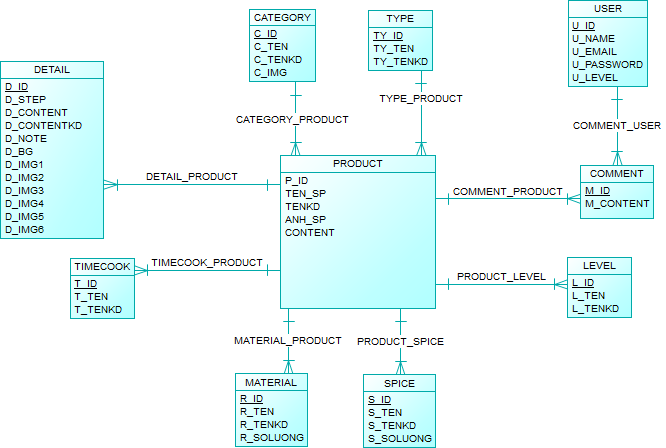 CATEGORY
C_ID
C_TEN
C_TENKD
C_IMG
TYPE
TY_ID
TY_TEN
TY_TENKD
USER
U_ID
U_NAME
U_EMAIL
U_PASSWORD
U_LEVEL
DETAIL
D_ID
D_STEP
D_CONTENT
D_CONTENTKD
D_NOTE
D_BG
D_IMG1
D_IMG2
D_IMG3
D_IMG4
D_IMG5
D_IMG6
CATEGORY_PRODUCT
TYPE_PRODUCT
COMMENT_USER
DETAIL_PRODUCT
PRODUCT
P_ID
TEN_SP
TENKD
ANH_SP
CONTENT
COMMENT_PRODUCT
COMMENT
M_ID
M_CONTENT
TIMECOOK
T_ID
T_TEN
T_TENKD
TIMECOOK_PRODUCT
PRODUCT_LEVEL
LEVEL
L_ID
L_TEN
L_TENKD
MATERIAL_PRODUCT
PRODUCT_SPICE
MATERIAL
R_ID
R_TEN
R_TENKD
R_SOLUONG
SPICE
S_ID
S_TEN
S_TENKD
S_SOLUONG